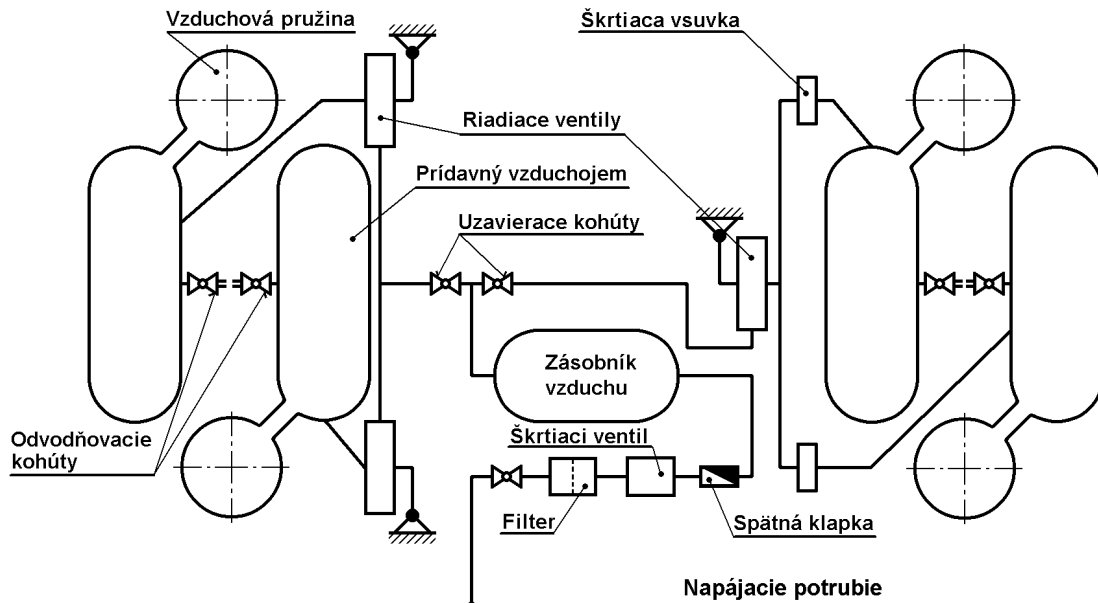 Vzduchová pružina
Škrtiaca vsuvka
Riadiace ventily
Prídavný vzduchojem
Uzavierace kohúty
Zásobník
vzduchu
Odvodňovacie
kohúty
Škrtiaci ventil
Filter
Spätná klapka
Napájacie potrubie